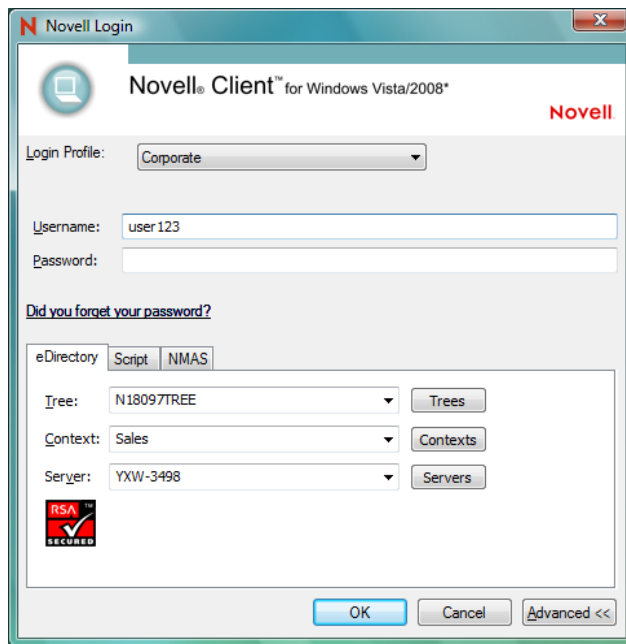 N Novell Login
Novell® Client™ for Windows Vista/2008*
Novell.
Login Profile: Corporate
Username: user123
Password:
Did you forget your password?
eDirectory Script NMAS
Tree: N18097TREE Trees
Context: Sales Contexts
Server: YXW-3498 Servers
RSA™
SECURED
OK Cancel Advanced <<